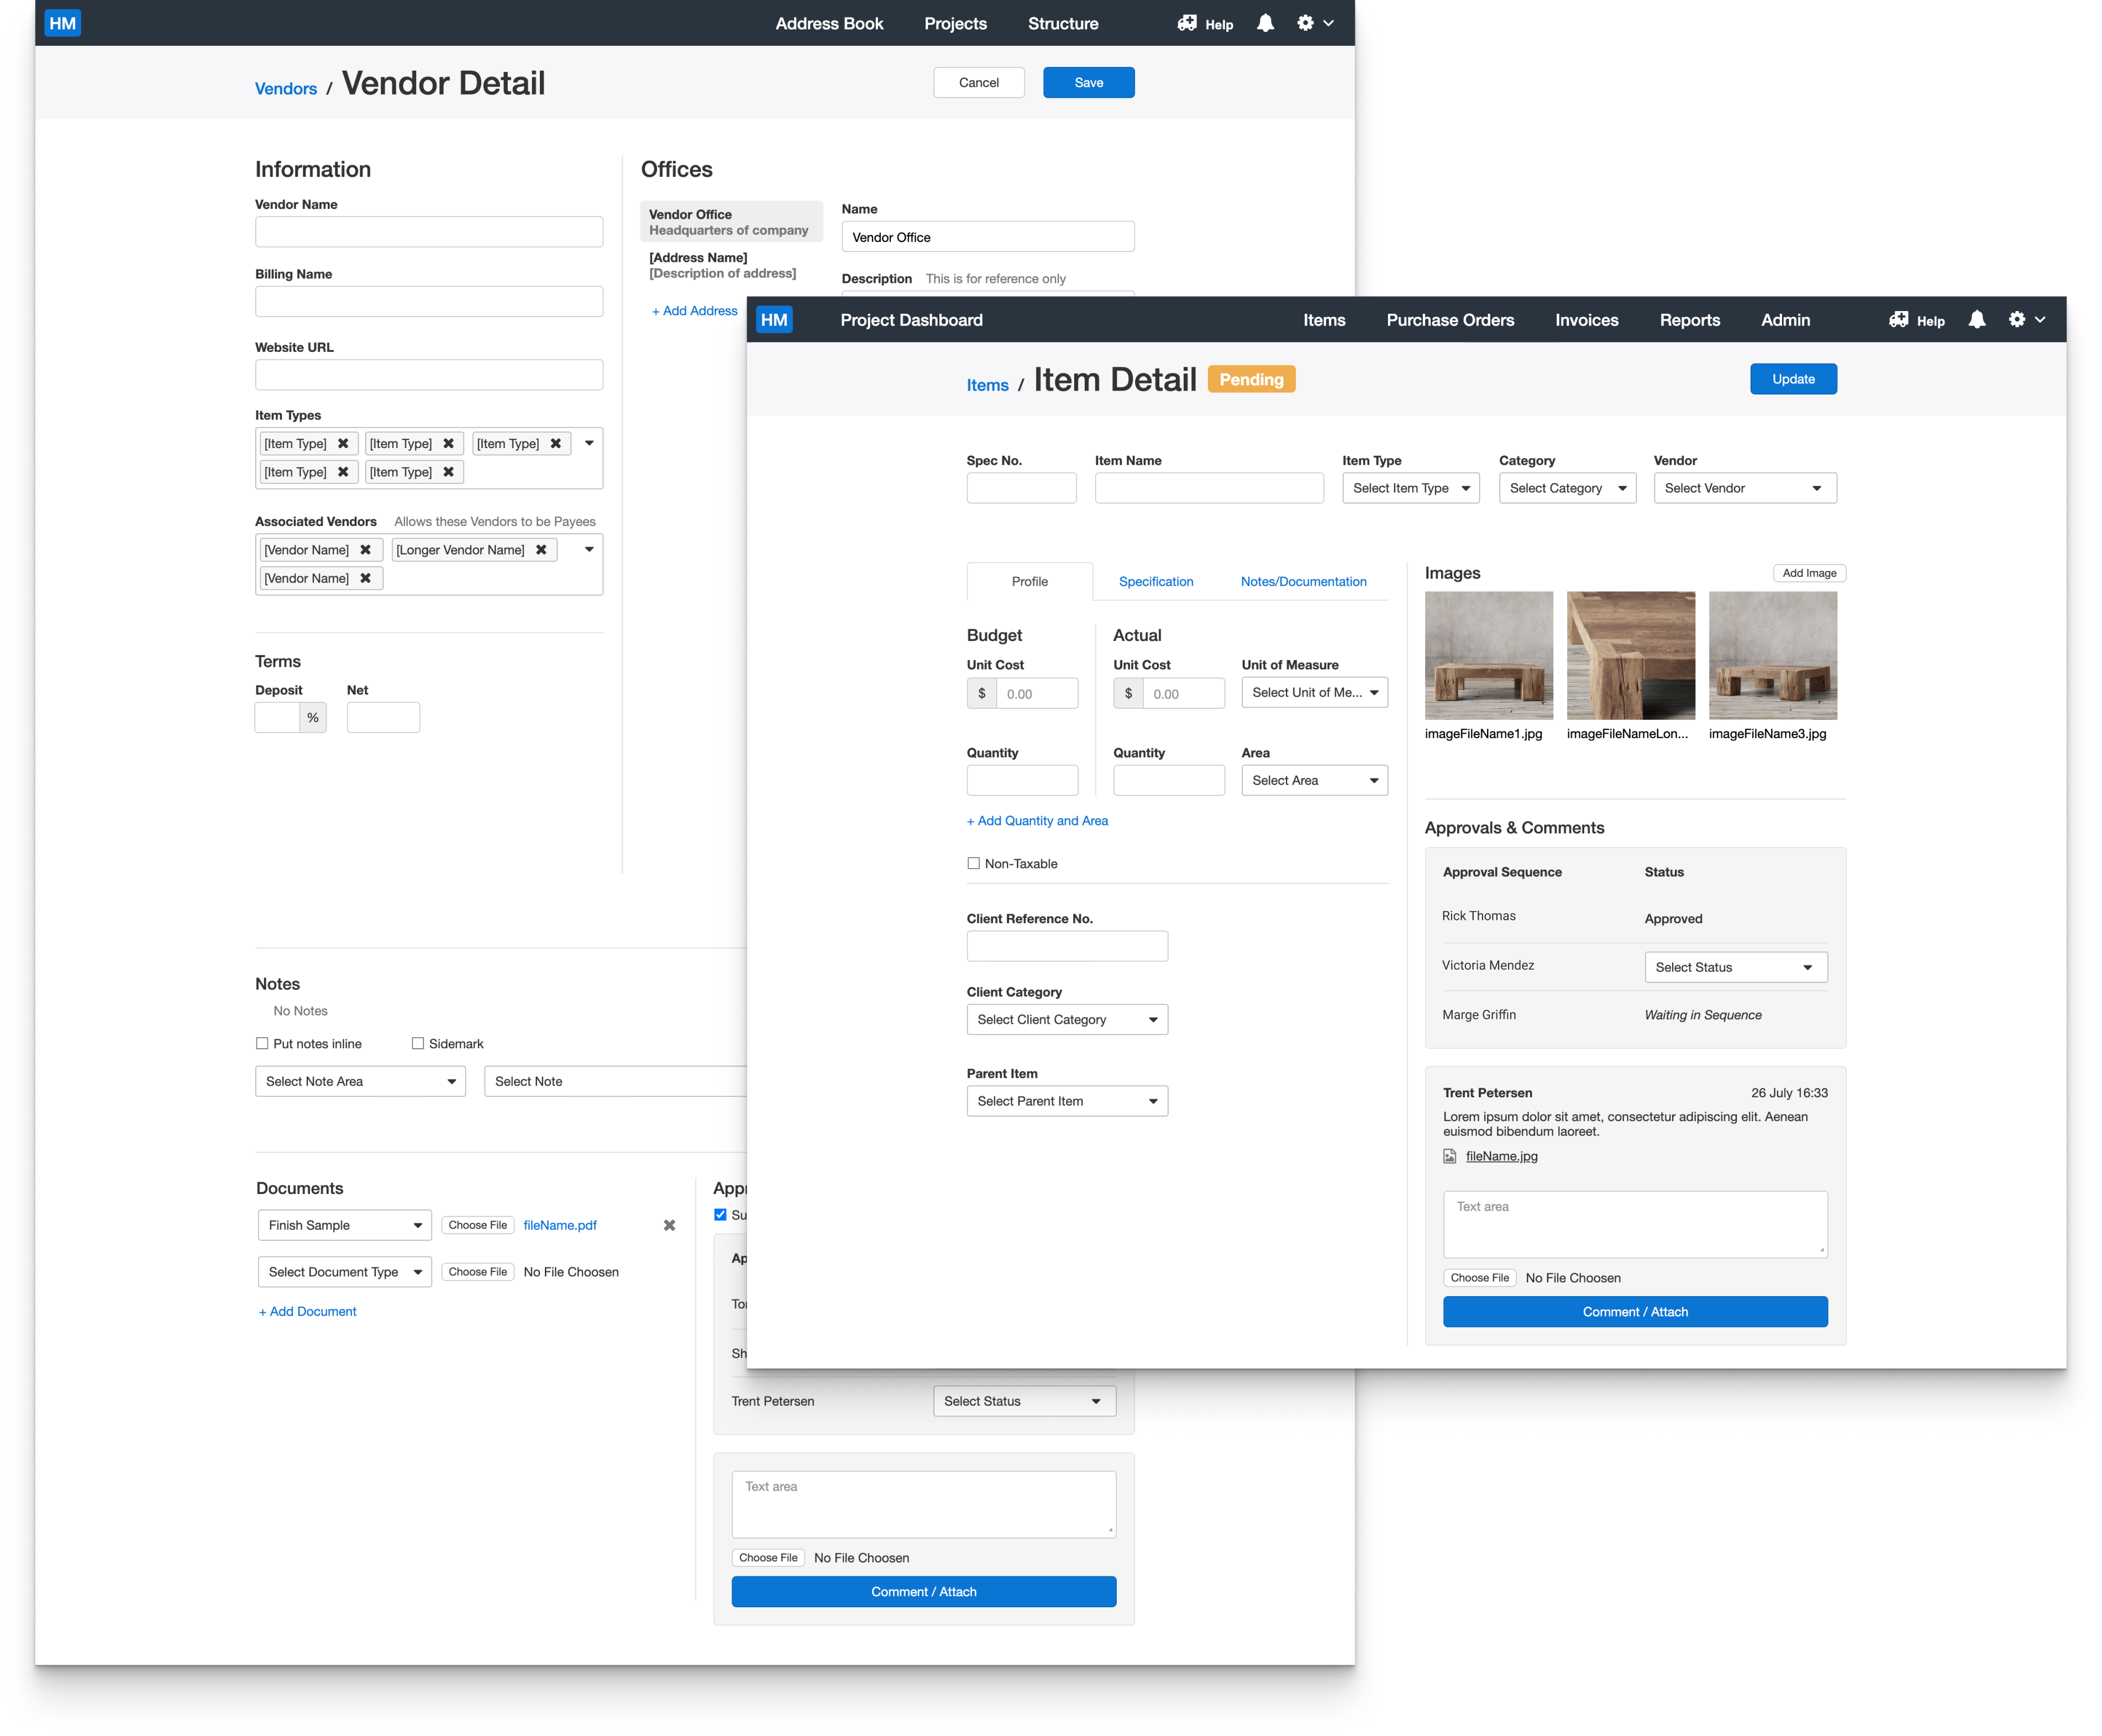 HM
Address Book
Projects
Structure
Help
Vendors / Vendor Detail
Cancel
Save
Information
Vendor Name
Billing Name
Website URL
Item Types
[Item Type] [Item Type] [Item Type]
[Item Type] [Item Type]
Associated Vendors Allows these Vendors to be Payees
[Vendor Name] [Longer Vendor Name]
[Vendor Name]
Terms
Deposit Net
%
Offices
Vendor Office
Headquarters of company
[Address Name]
[Description of address]
+ Add Address
Name
Vendor Office
Description This is for reference only
Notes
No Notes
Put notes inline Sidemark
Select Note Area Select Note
Documents
Finish Sample Choose File fileName.pdf
Select Document Type Choose File No File Choosen
+ Add Document
Trent Petersen Select Status
Text area
Choose File No File Choosen
Comment / Attach
HM
Project Dashboard
Items
Purchase Orders
Invoices
Reports
Admin
Help
Items / Item Detail Pending
Update
Spec No. Item Name Item Type Category Vendor
Select Item Type Select Category Select Vendor
Profile Specification Notes/Documentation
Budget Actual
Unit Cost Unit Cost Unit of Measure
$ 0.00 $ 0.00 Select Unit of Me...
Quantity Quantity Area
Select Area
+ Add Quantity and Area
Non-Taxable
Client Reference No.
Client Category
Select Client Category
Parent Item
Select Parent Item
Images Add Image
imageFileName1.jpg imageFileNameLon... imageFileName3.jpg
Approvals & Comments
Approval Sequence Status
Rick Thomas Approved
Victoria Mendez Select Status
Marge Griffin Waiting in Sequence
Trent Petersen 26 July 16:33
Lorem ipsum dolor sit amet, consectetur adipiscing elit. Aenean
euismod bibendum laoreet.
fileName.jpg
Text area
Choose File No File Choosen
Comment / Attach